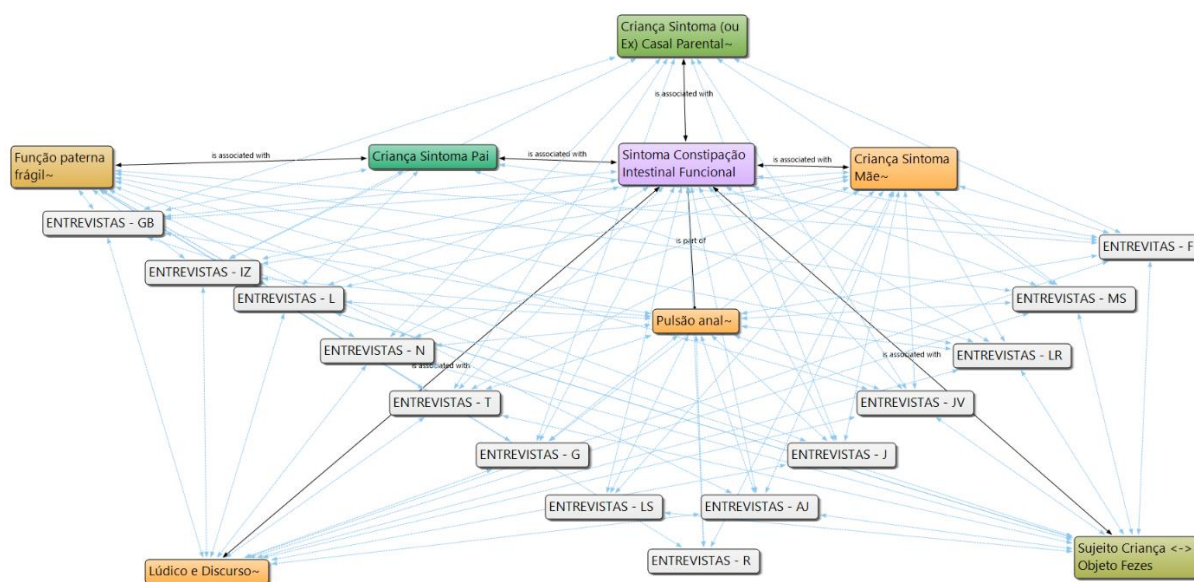 Criança Sintoma (ou
Ex) Casal Parental~
is associated with
Função paterna
frágil~
is associated with
Criança Sintoma Pai
is associated with
Sintoma Constipação
Intestinal Funcional
is associated with
Criança Sintoma
Mãe~
ENTREVISTAS - GB
is part of
ENTREVITAS - F
ENTREVISTAS - IZ
ENTREVISTAS - L
ENTREVISTAS - MS
Pulsão anal~
ENTREVISTAS - N
ENTREVISTAS - LR
is associated with
is associated with
ENTREVISTAS - T
ENTREVISTAS - JV
ENTREVISTAS - G
ENTREVISTAS - J
ENTREVISTAS - LS
ENTREVISTAS - AJ
ENTREVISTAS - R
Lúdico e Discurso~
Sujeito Criança <->
Objeto Fezes